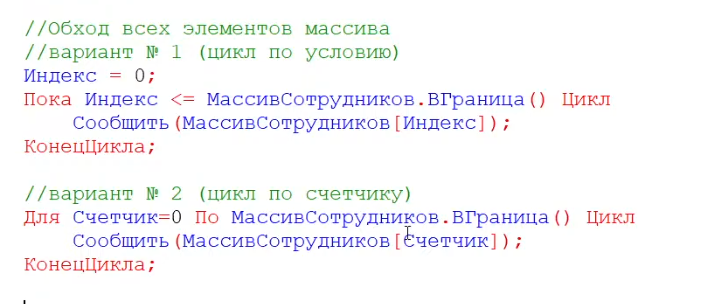 //Обход всех элементов массива
//вариант № 1 (цикл по условию)
Индекс = 0;
Пока Индекс <= МассивСотрудников.ВГраница() Цикл
Сообщить(МассивСотрудников[Индекс]);
КонецЦикла;
//вариант № 2 (цикл по счетчику)
Для Счетчик=0 По МассивСотрудников.ВГраница() Цикл
Сообщить(МассивСотрудников[Счетчик]);
КонецЦикла;